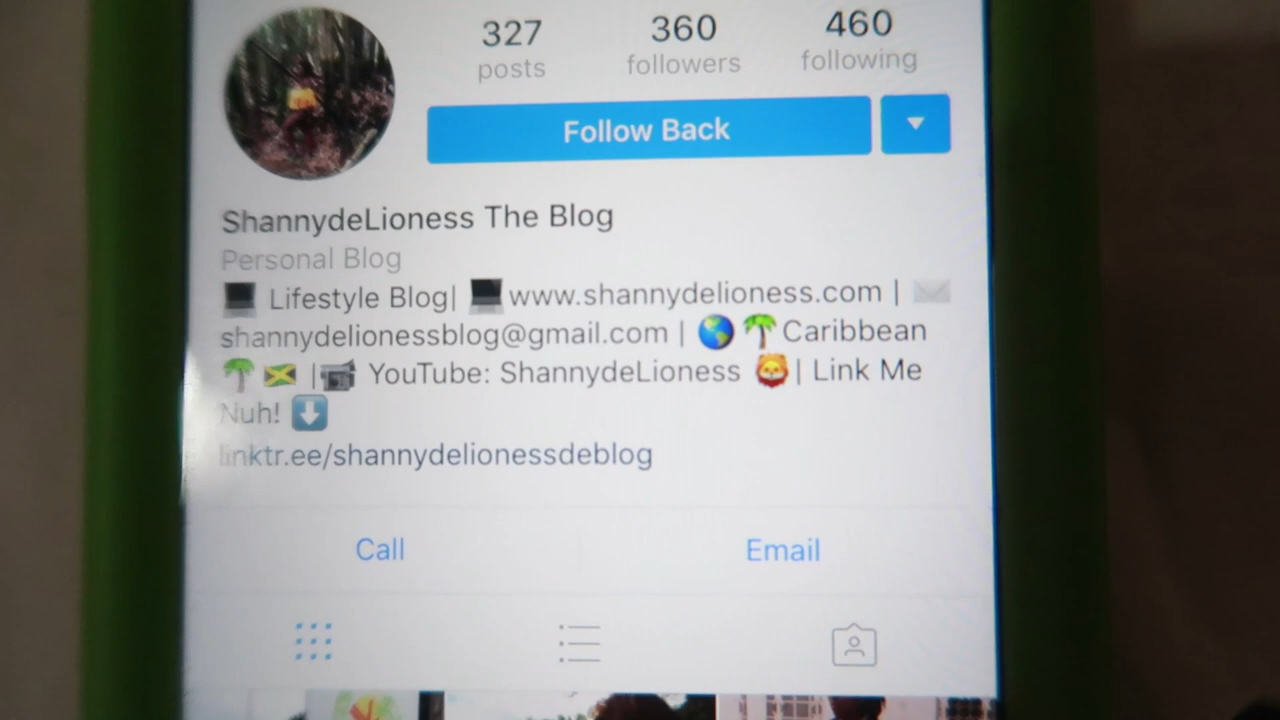 327 360 460
posts followers following
Follow Back
ShannydeLioness The Blog
Personal Blog
💻 Lifestyle Blog| 💻www.shannydelioness.com | ✉️
shannydelionessblog@gmail.com | 🌎🌴Caribbean
🌴🇯🇲 |🎥 YouTube: ShannydeLioness 🦁| Link Me
Nuh! ⬇️
linktr.ee/shannydelionessdeblog
Call Email